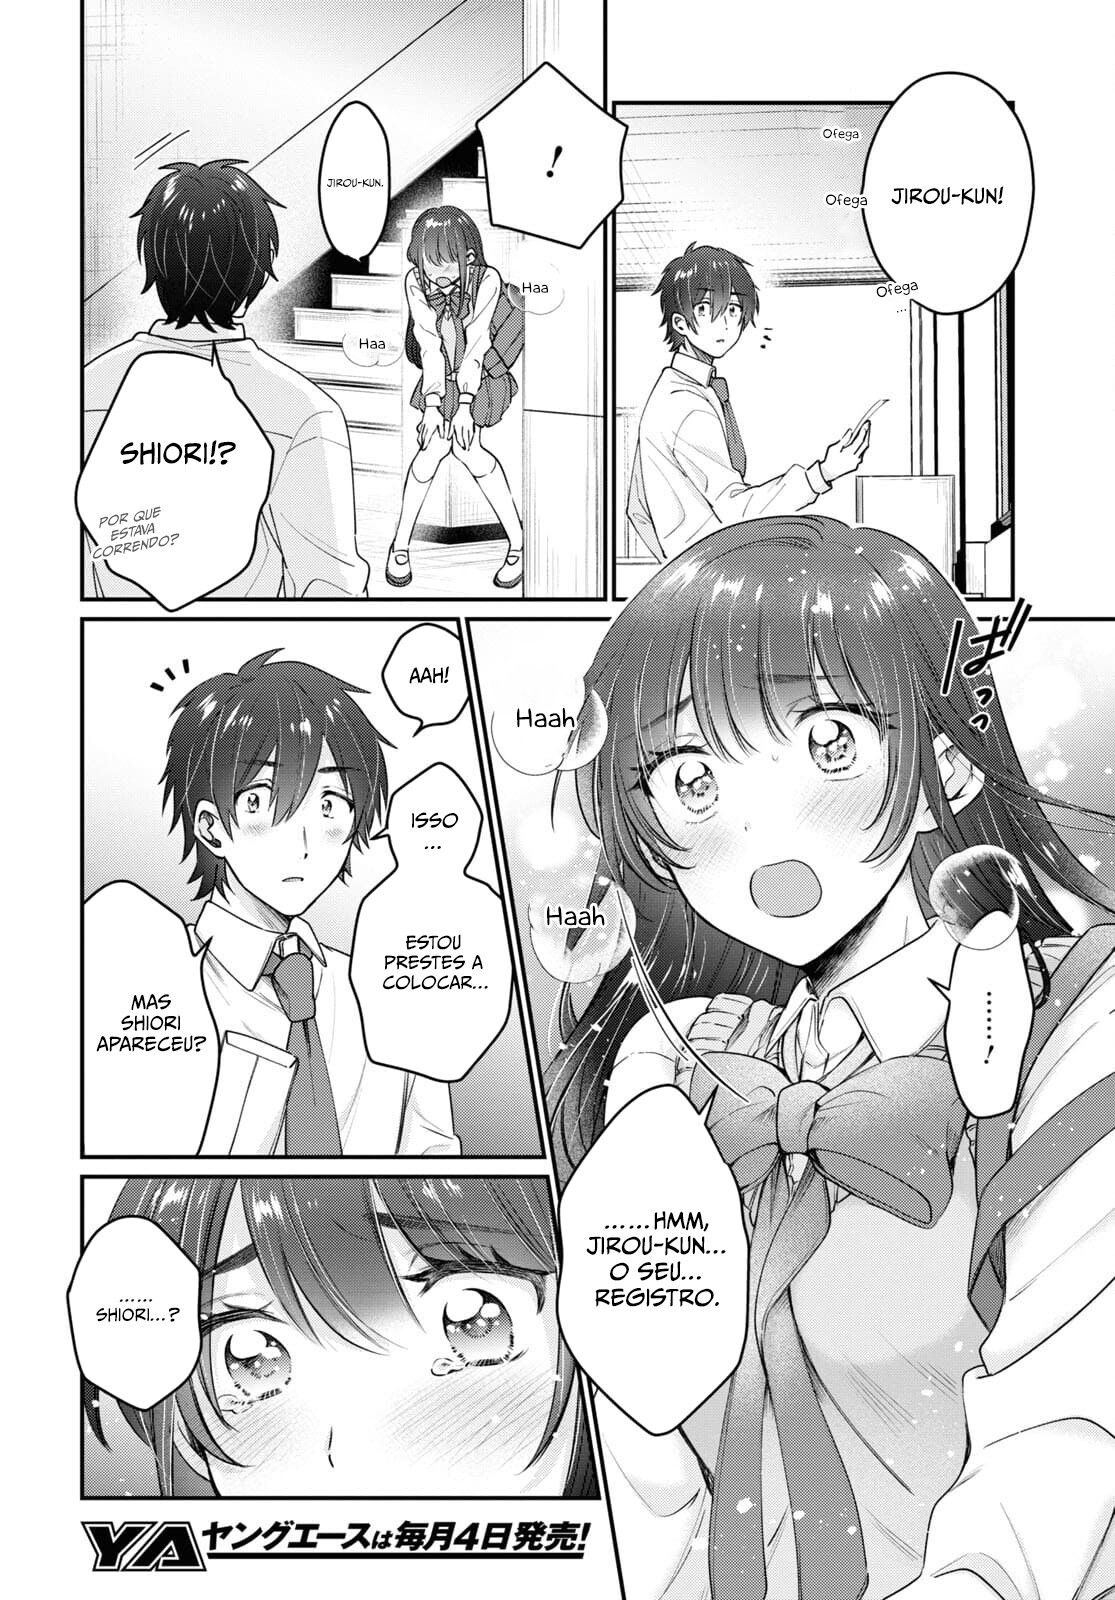 JIROU-KUN!
Ofega
Ofega
Ofega
...
!
JIROU-KUN.
Haa
Haa
SHIORI!?
POR QUE
ESTAVA
CORRENDO?
ばっ
Haah
Haah
........!
......HMM,
JIROU-KUN...
O SEU...
REGISTRO.
AAH!
ISSO
...
ESTOU
PRESTES A
COLOCAR...
MAS
SHIORI
APARECEU?
......
SHIORI...?
YA ヤングエースは毎月4日発売!